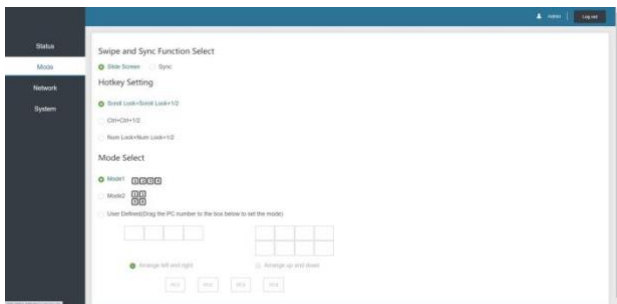 Admin | Log out
Status
Mode
Network
System
Swipe and Sync Function Select
Slide Screen Sync
Hotkey Setting
Scroll Lock+Scroll Lock+1/2
Ctrl+Ctrl+1/2
Num Lock+Num Lock+1/2
Mode Select
Mode1
Mode2
User Defined(Drag the PC number to the box below to set the mode)
Arrange left and right Arrange up and down